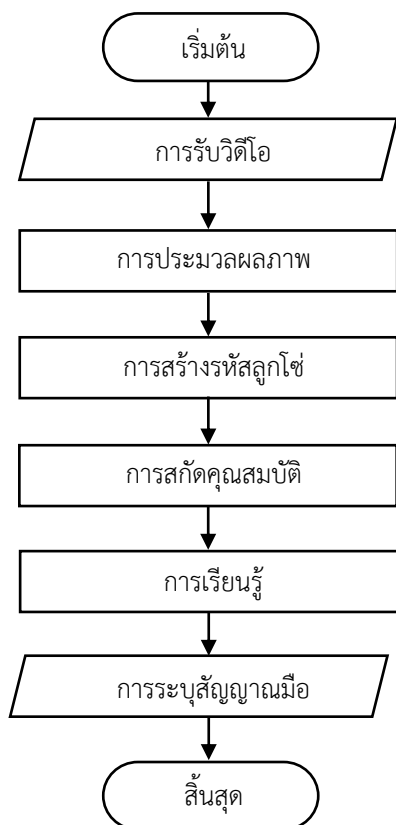 เริ่มต้น
การรับวิดีโอ
การประมวลผลภาพ
การสร้างรหัสลูกโซ่
การสกัดคุณสมบัติ
การเรียนรู้
การระบุสัญญาณมือ
สิ้นสุด